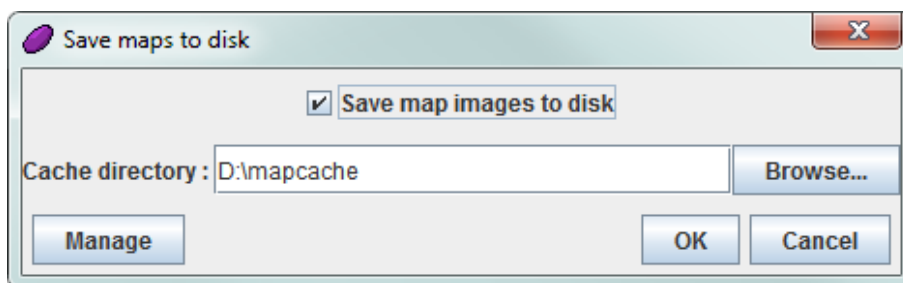 Save maps to disk
Save map images to disk
Cache directory : D:\mapcache Browse...
Manage OK Cancel